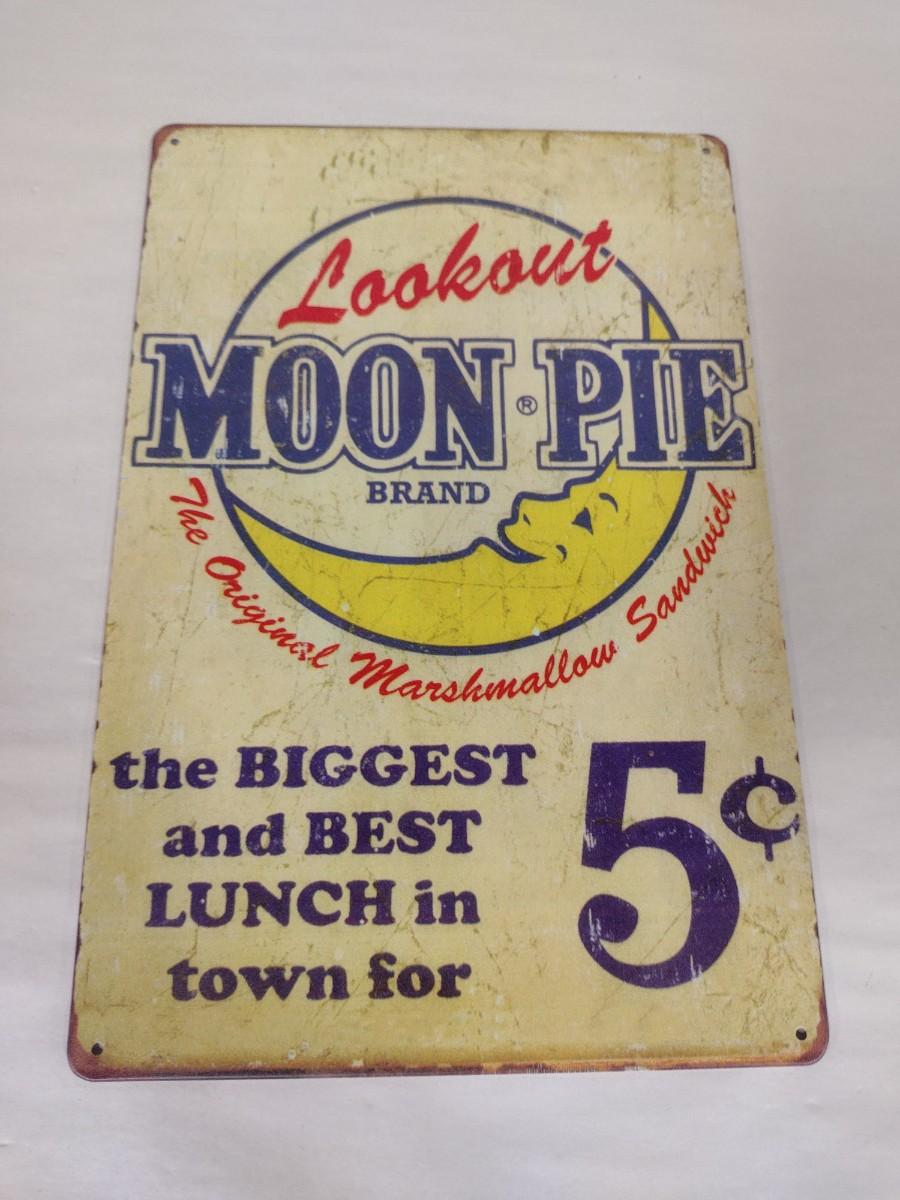 Lookout
MOON ® PIE
BRAND
The Original Marshmallow Sandwich
the BIGGEST
and BEST
LUNCH in
town for
5¢